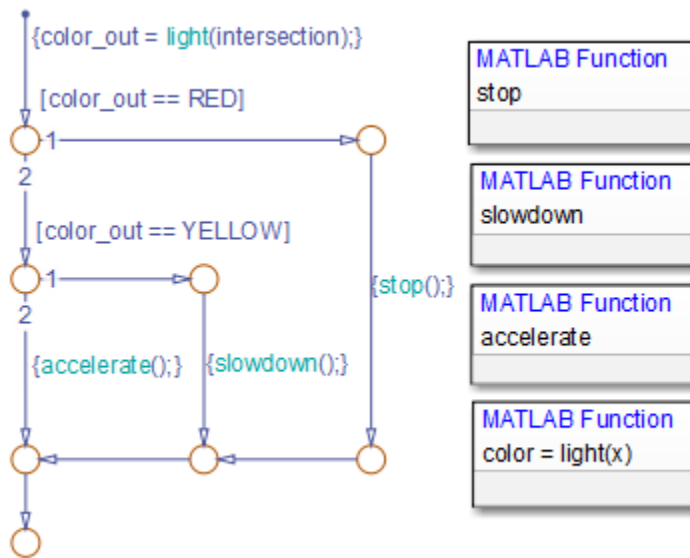 {color_out = light(intersection);}
[color_out == RED]
1
2
[color_out == YELLOW]
1
2
{stop();}
{accelerate();}
{slowdown();}
MATLAB Function
stop
MATLAB Function
slowdown
MATLAB Function
accelerate
MATLAB Function
color = light(x)